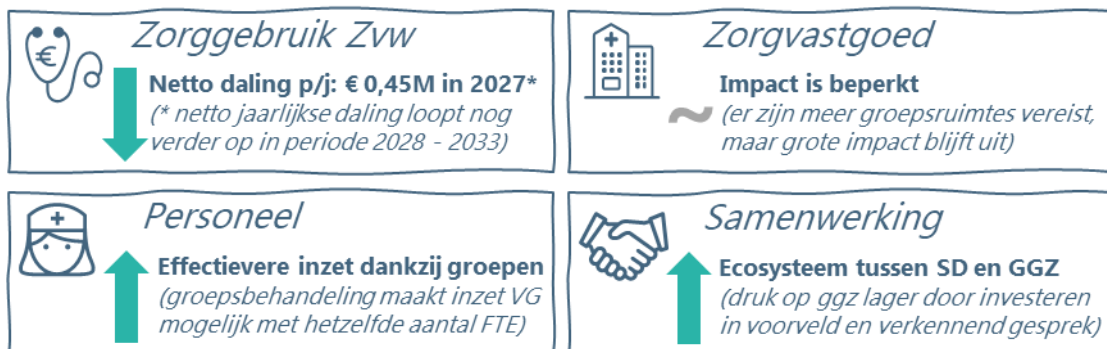 Zorggebruik Zvw
€
Netto daling p/j: € 0,45M in 2027*
(* netto jaarlijkse daling loopt nog
verder op in periode 2028 - 2033)
Zorgvastgoed
Impact is beperkt
(er zijn meer groepsruimtes vereist,
maar grote impact blijft uit)
Personeel
Effectievere inzet dankzij groepen
(groepsbehandeling maakt inzet VG
mogelijk met hetzelfde aantal FTE)
Samenwerking
Ecosysteem tussen SD en GGZ
(druk op ggz lager door investeren
in voorveld en verkennend gesprek)